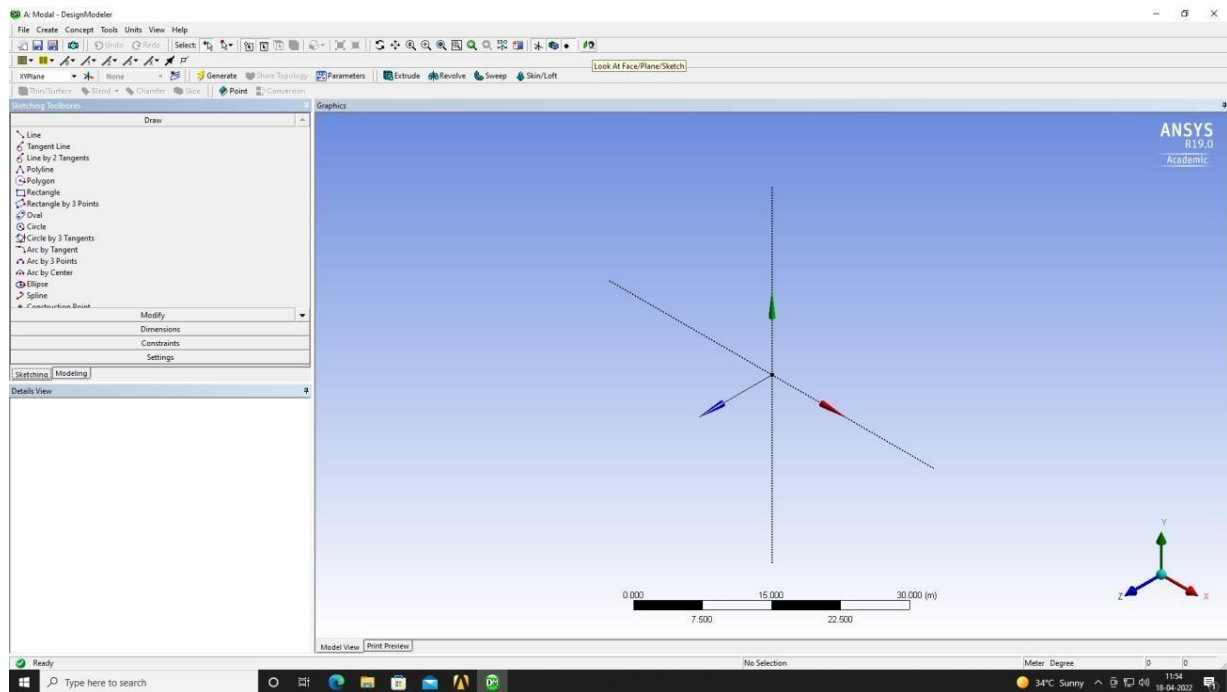 A: Modal - DesignModeler
File Create Concept Tools Units View Help
Undo Redo Select:
Look At Face/Plane/Sketch
XYPlane None Generate Share Topology Parameters Extrude Revolve Sweep Skin/Loft
Thin/Surface Blend Chamfer Slice Point Conversion
Sketching Toolboxes
Draw
Line
Tangent Line
Line by 2 Tangents
Polyline
Polygon
Rectangle
Rectangle by 3 Points
Oval
Circle
Circle by 3 Tangents
Arc by Tangent
Arc by 3 Points
Arc by Center
Ellipse
Spline
Construction Point
Modify
Dimensions
Constraints
Settings
Sketching Modeling
Details View
Graphics
ANSYS
R19.0
Academic
0.000 15.000 30.000 (m)
7.500 22.500
Y
Z X
Model View Print Preview
Ready No Selection Meter Degree 0 0
Type here to search DM 34°C Sunny 11:54
18-04-2022